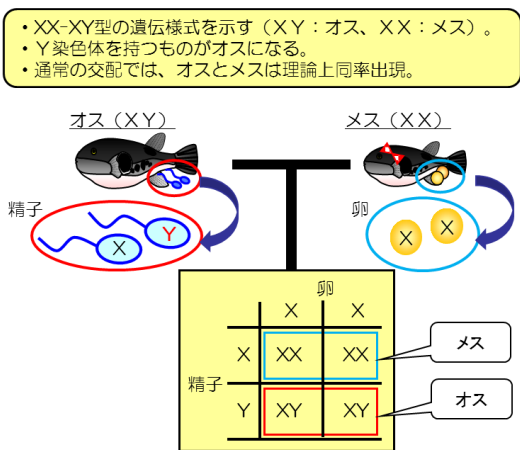 ・XX-XY型の遺伝様式を示す（ＸＹ：オス、ＸＸ：メス）。
・Ｙ染色体を持つものがオスになる。
・通常の交配では、オスとメスは理論上同率出現。
オス（ＸＹ）
メス（ＸＸ）
精子
X
Y
卵
X
X
卵
X X
精子
X XX XX
Y XY XY
メス
オス